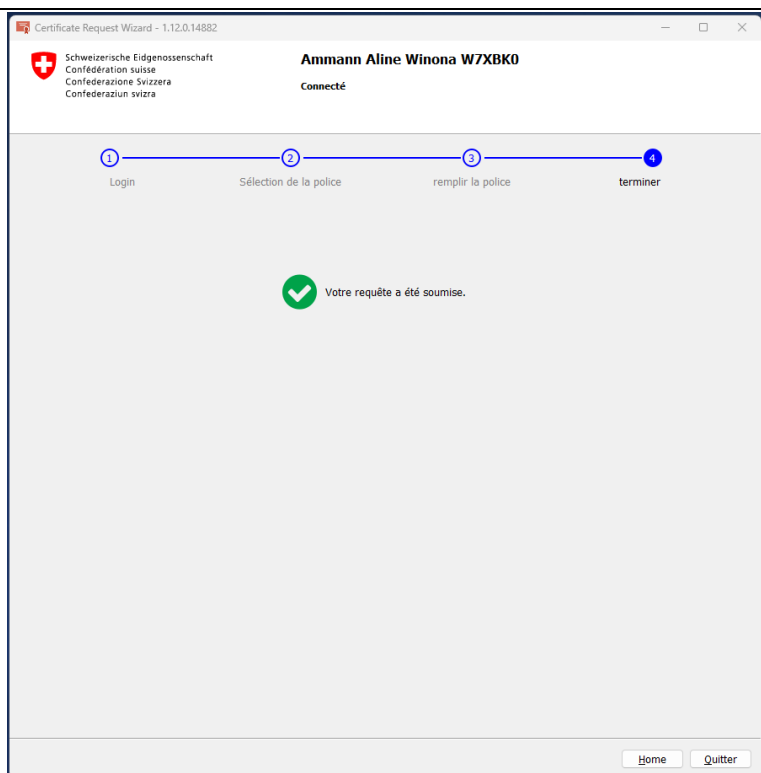 Certificate Request Wizard - 1.12.0.14882
Schweizerische Eidgenossenschaft
Confédération suisse
Confederazione Svizzera
Confederaziun svizra
Ammann Aline Winona W7XBK0
Connecté
1
2
3
4
Login
Sélection de la police
remplir la police
terminer
Votre requête a été soumise.
Home
Quitter